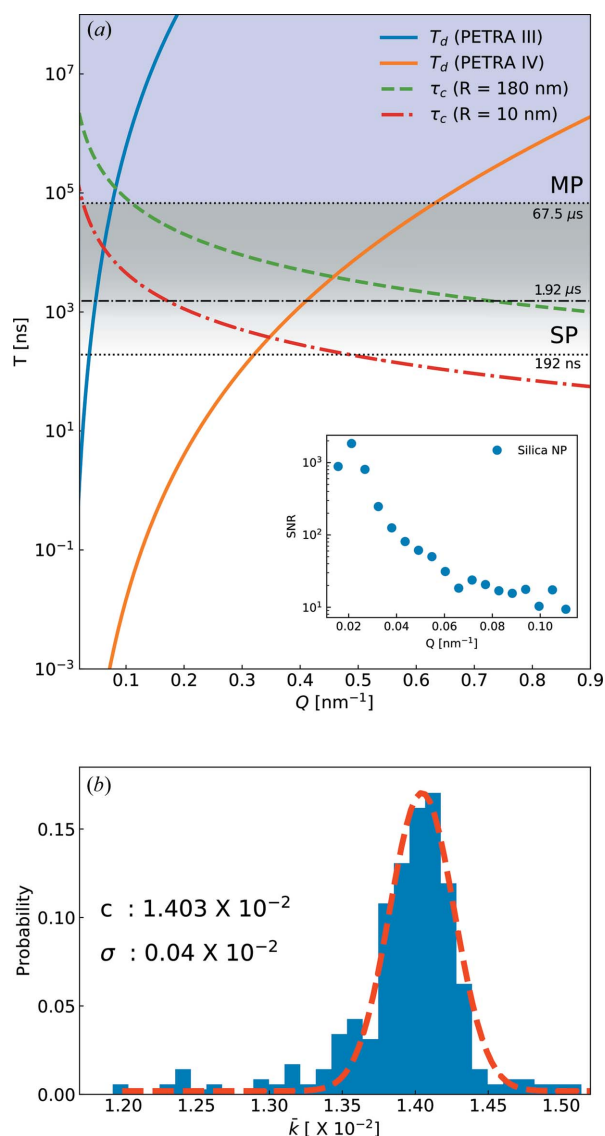 (a)
T_d (PETRA III)
T_d (PETRA IV)
τ_c (R = 180 nm)
τ_c (R = 10 nm)
10^7
10^5
10^3
10^1
10^-1
10^-3
T [ns]
MP
67.5 μs
1.92 μs
SP
192 ns
Silica NP
10^3
10^2
10^1
SNR
0.02 0.04 0.06 0.08 0.10
Q [nm^-1]
0.1 0.2 0.3 0.4 0.5 0.6 0.7 0.8 0.9
Q [nm^-1]
(b)
0.15
0.10
0.05
0.00
Probability
c : 1.403 X 10^-2
σ : 0.04 X 10^-2
1.20 1.25 1.30 1.35 1.40 1.45 1.50
k̄ [ X 10^-2]